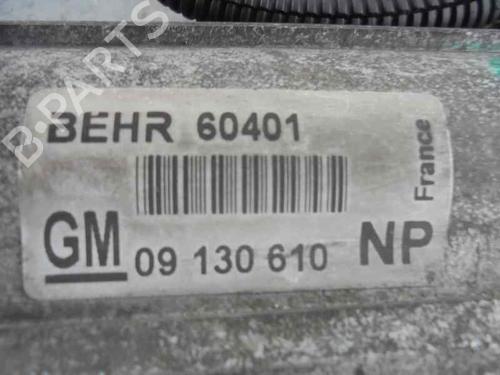 B-PARTS
BEHR 60401
GM 09 130 610 NP
France